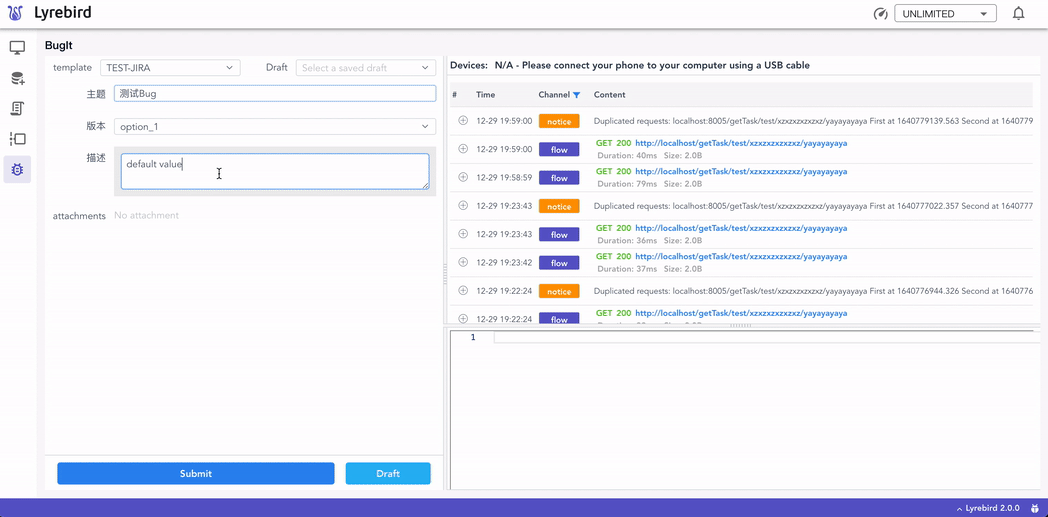 Lyrebird
UNLIMITED
BugIt
template TEST-JIRA Draft Select a saved draft
主题 测试Bug
版本 option_1
描述 default value
attachments No attachment
Submit Draft
Devices: N/A - Please connect your phone to your computer using a USB cable
# Time Channel Content
12-29 19:59:00 notice Duplicated requests: localhost:8005/getTask/test/xzxzxzxzxzxz/yayayayaya First at 1640779139.563 Second at 1640779
12-29 19:59:00 flow GET 200 http://localhost/getTask/test/xzxzxzxzxzxz/yayayayaya
Duration: 40ms Size: 2.0B
12-29 19:58:59 flow GET 200 http://localhost/getTask/test/xzxzxzxzxzxz/yayayayaya
Duration: 79ms Size: 2.0B
12-29 19:23:43 notice Duplicated requests: localhost:8005/getTask/test/xzxzxzxzxzxz/yayayayaya First at 1640777022.357 Second at 1640777
12-29 19:23:43 flow GET 200 http://localhost/getTask/test/xzxzxzxzxzxz/yayayayaya
Duration: 36ms Size: 2.0B
12-29 19:23:42 flow GET 200 http://localhost/getTask/test/xzxzxzxzxzxz/yayayayaya
Duration: 37ms Size: 2.0B
12-29 19:22:24 notice Duplicated requests: localhost:8005/getTask/test/xzxzxzxzxzxz/yayayayaya First at 1640776944.326 Second at 1640776
12-29 19:22:24 flow GET 200 http://localhost/getTask/test/xzxzxzxzxzxz/yayayayaya
1
Lyrebird 2.0.0